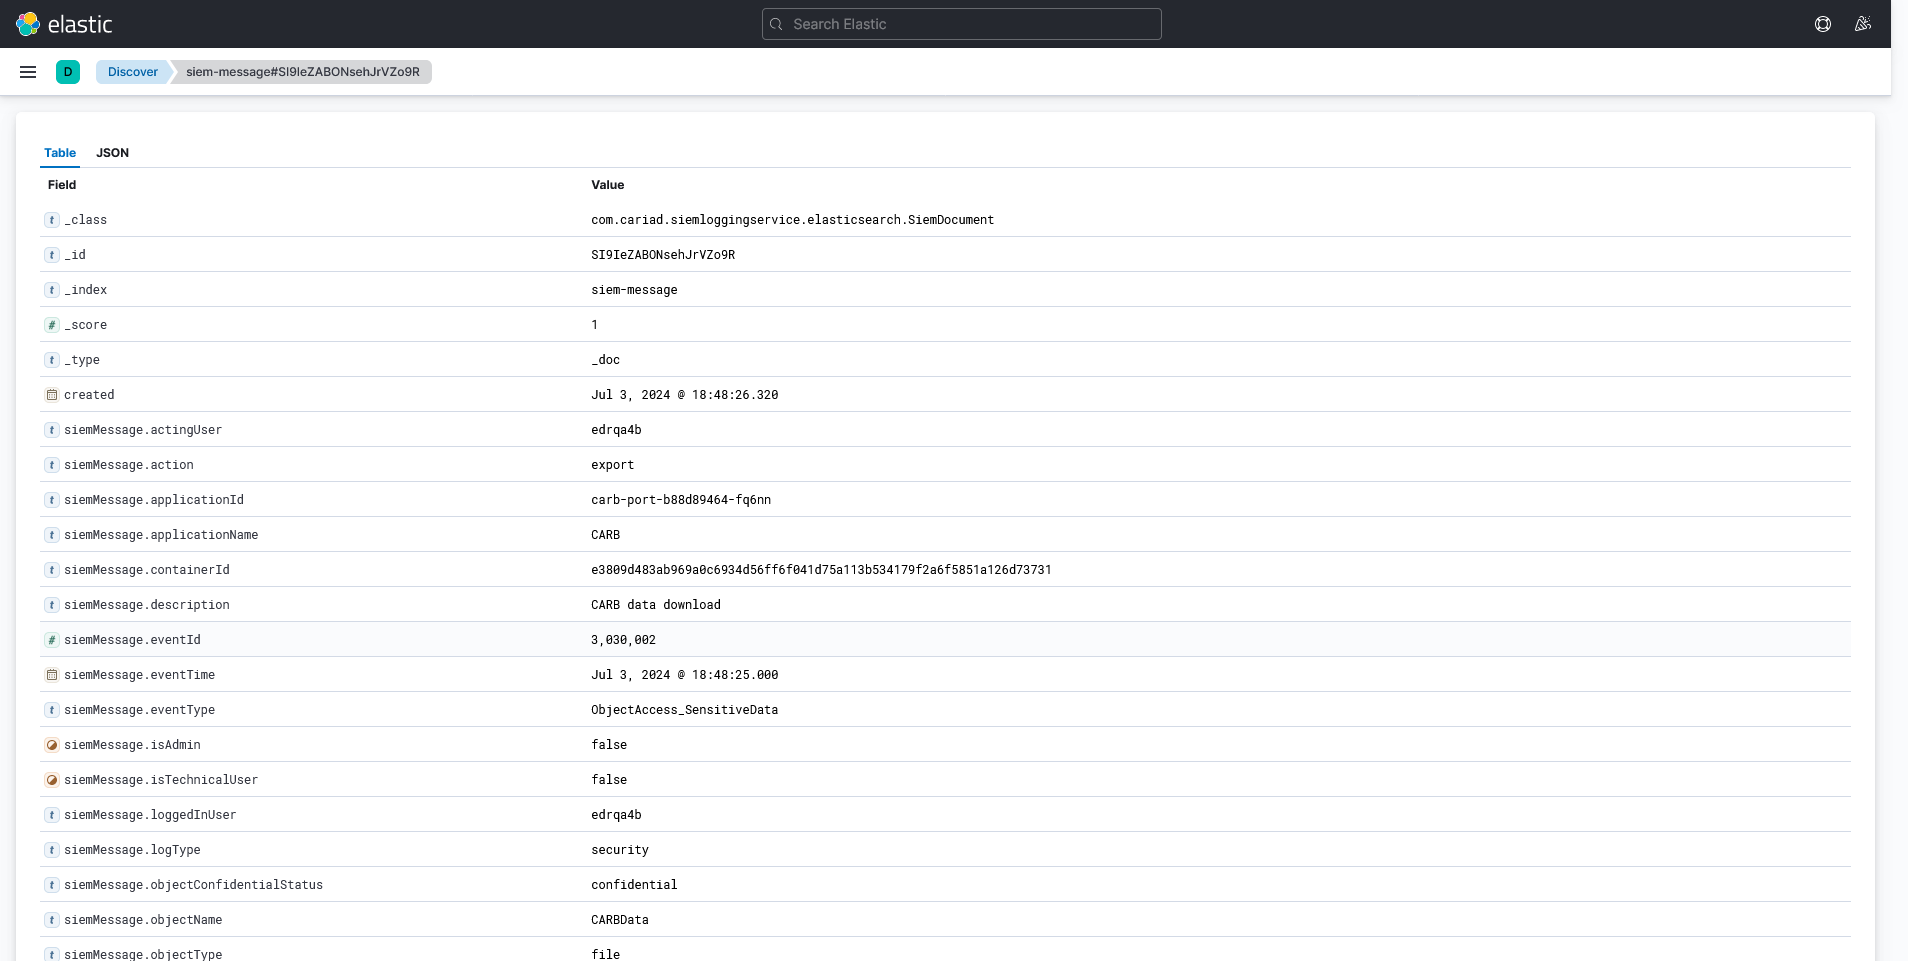 elastic
Search Elastic
D
Discover
siem-message#SI9IeZABONsehJrVZo9R
Table JSON
Field Value
t _class com.cariad.siemloggingservice.elasticsearch.SiemDocument
t _id SI9IeZABONsehJrVZo9R
t _index siem-message
# _score 1
t _type _doc
created Jul 3, 2024 @ 18:48:26.320
t siemMessage.actingUser edrqa4b
t siemMessage.action export
t siemMessage.applicationId carb-port-b88d89464-fq6nn
t siemMessage.applicationName CARB
t siemMessage.containerId e3809d483ab969a0c6934d56ff6f041d75a113b534179f2a6f5851a126d73731
t siemMessage.description CARB data download
# siemMessage.eventId 3,030,002
siemMessage.eventTime Jul 3, 2024 @ 18:48:25.000
t siemMessage.eventType ObjectAccess_SensitiveData
siemMessage.isAdmin false
siemMessage.isTechnicalUser false
t siemMessage.loggedInUser edrqa4b
t siemMessage.logType security
t siemMessage.objectConfidentialStatus confidential
t siemMessage.objectName CARBData
t siemMessage.objectType file